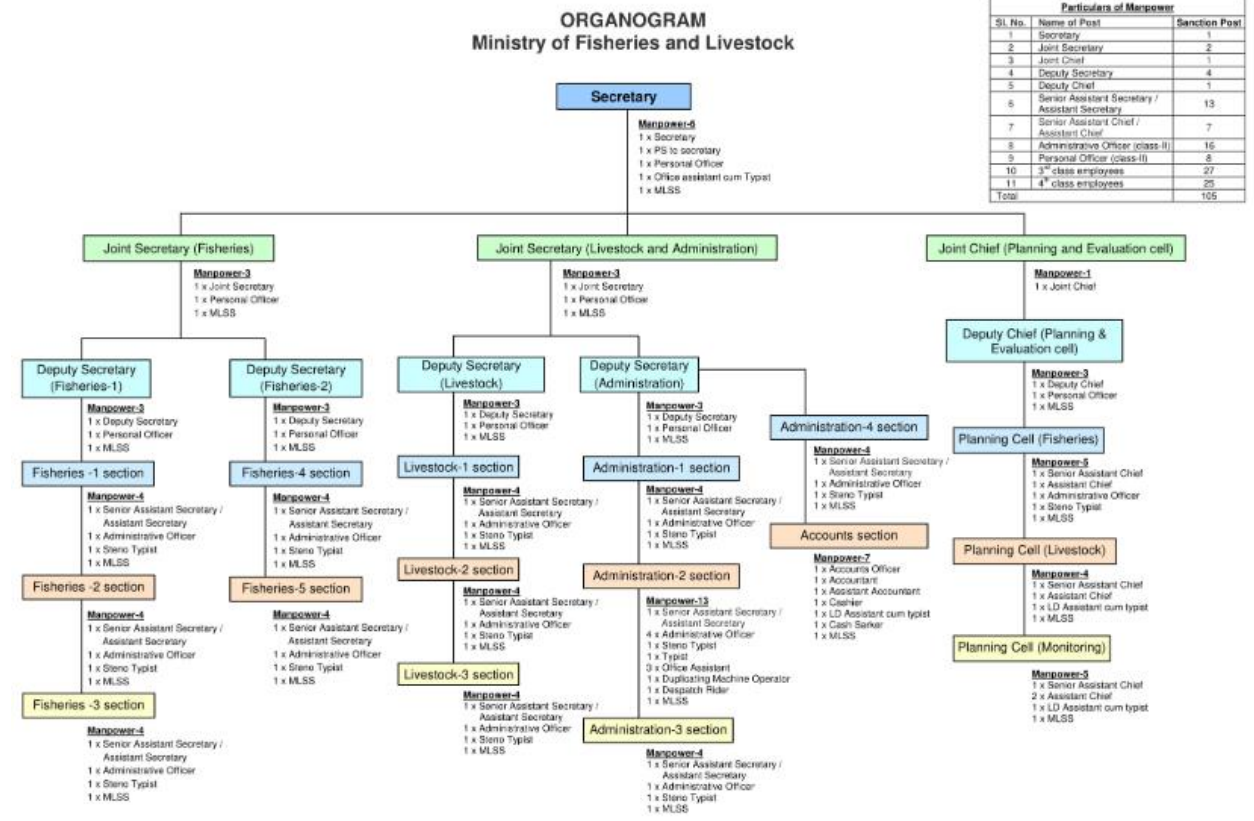 ORGANOGRAM
Ministry of Fisheries and Livestock
Particulars of Manpower
Sl. No. Name of Post Sanction Post
1 Secretary 1
2 Joint Secretary 2
3 Joint Chief 1
4 Deputy Secretary 4
5 Deputy Chief 1
6 Senior Assistant Secretary / Assistant Secretary 13
7 Senior Assistant Chief / Assistant Chief 7
8 Administrative Officer (class-II) 16
9 Personal Officer (class-II) 8
10 3rd class employees 27
11 4th class employees 25
Total 105
Secretary
Manpower-6
1 x Secretary
1 x PS to secretary
1 x Personal Officer
1 x Office assistant cum Typist
1 x MLSS
Joint Secretary (Fisheries)
Manpower-3
1 x Joint Secretary
1 x Personal Officer
1 x MLSS
Deputy Secretary
(Fisheries-1)
Manpower-3
1 x Deputy Secretary
1 x Personal Officer
1 x MLSS
Fisheries -1 section
Manpower-4
1 x Senior Assistant Secretary /
Assistant Secretary
1 x Administrative Officer
1 x Steno Typist
1 x MLSS
Fisheries -2 section
Manpower-4
1 x Senior Assistant Secretary /
Assistant Secretary
1 x Administrative Officer
1 x Steno Typist
1 x MLSS
Fisheries -3 section
Manpower-4
1 x Senior Assistant Secretary /
Assistant Secretary
1 x Administrative Officer
1 x Steno Typist
1 x MLSS
Deputy Secretary
(Fisheries-2)
Manpower-3
1 x Deputy Secretary
1 x Personal Officer
1 x MLSS
Fisheries-4 section
Manpower-4
1 x Senior Assistant Secretary /
Assistant Secretary
1 x Administrative Officer
1 x Steno Typist
1 x MLSS
Fisheries-5 section
Manpower-4
1 x Senior Assistant Secretary /
Assistant Secretary
1 x Administrative Officer
1 x Steno Typist
1 x MLSS
Joint Secretary (Livestock and Administration)
Manpower-3
1 x Joint Secretary
1 x Personal Officer
1 x MLSS
Deputy Secretary
(Livestock)
Manpower-3
1 x Deputy Secretary
1 x Personal Officer
1 x MLSS
Livestock-1 section
Manpower-4
1 x Senior Assistant Secretary /
Assistant Secretary
1 x Administrative Officer
1 x Steno Typist
1 x MLSS
Livestock-2 section
Manpower-4
1 x Senior Assistant Secretary /
Assistant Secretary
1 x Administrative Officer
1 x Steno Typist
1 x MLSS
Livestock-3 section
Manpower-4
1 x Senior Assistant Secretary /
Assistant Secretary
1 x Administrative Officer
1 x Steno Typist
1 x MLSS
Deputy Secretary
(Administration)
Manpower-3
1 x Deputy Secretary
1 x Personal Officer
1 x MLSS
Administration-1 section
Manpower-4
1 x Senior Assistant Secretary /
Assistant Secretary
1 x Administrative Officer
1 x Steno Typist
1 x MLSS
Administration-2 section
Manpower-13
1 x Senior Assistant Secretary /
Assistant Secretary
4 x Administrative Officer
1 x Steno Typist
1 x Typist
3 x Office Assistant
1 x Duplicating Machine Operator
1 x Despatch Rider
1 x MLSS
Administration-3 section
Manpower-4
1 x Senior Assistant Secretary /
Assistant Secretary
1 x Administrative Officer
1 x Steno Typist
1 x MLSS
Administration-4 section
Manpower-4
1 x Senior Assistant Secretary /
Assistant Secretary
1 x Administrative Officer
1 x Steno Typist
1 x MLSS
Accounts section
Manpower-7
1 x Accounts Officer
1 x Accountant
1 x Assistant Accountant
1 x Cashier
1 x LD Assistant cum typist
1 x Cash Sarker
1 x MLSS
Joint Chief (Planning and Evaluation cell)
Manpower-1
1 x Joint Chief
Deputy Chief (Planning &
Evaluation cell)
Manpower-3
1 x Deputy Chief
1 x Personal Officer
1 x MLSS
Planning Cell (Fisheries)
Manpower-5
1 x Senior Assistant Chief
1 x Assistant Chief
1 x Administrative Officer
1 x Steno Typist
1 x MLSS
Planning Cell (Livestock)
Manpower-4
1 x Senior Assistant Chief
1 x Assistant Chief
1 x LD Assistant cum typist
1 x MLSS
Planning Cell (Monitoring)
Manpower-5
1 x Senior Assistant Chief
2 x Assistant Chief
1 x LD Assistant cum typist
1 x MLSS